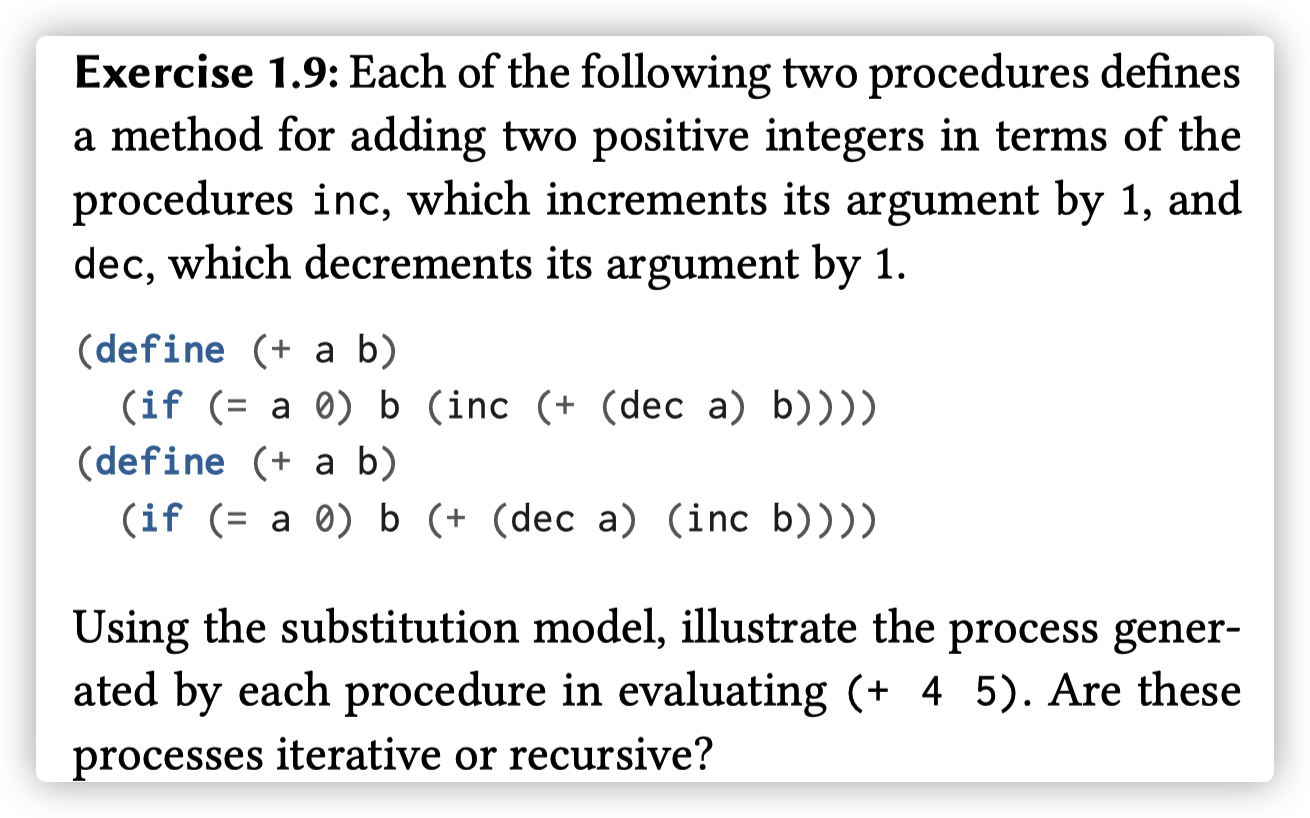 Exercise 1.9: Each of the following two procedures defines
a method for adding two positive integers in terms of the
procedures inc, which increments its argument by 1, and
dec, which decrements its argument by 1.
(define (+ a b)
  (if (= a 0) b (inc (+ (dec a) b))))
(define (+ a b)
  (if (= a 0) b (+ (dec a) (inc b))))
Using the substitution model, illustrate the process gener-
ated by each procedure in evaluating (+ 4 5). Are these
processes iterative or recursive?